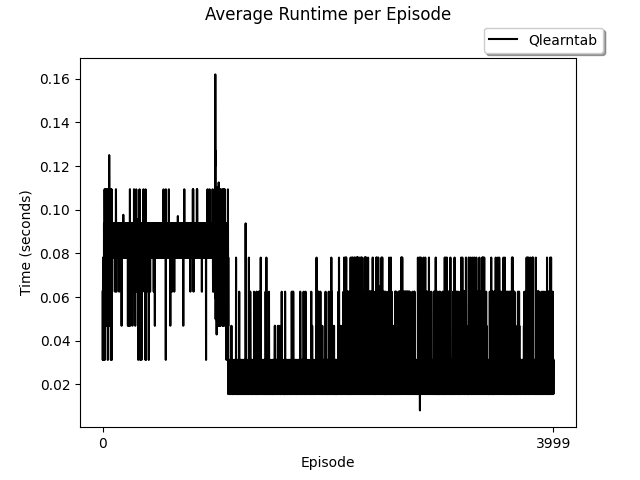 Average Runtime per Episode
Qlearntab
0.16
0.14
0.12
0.10
0.08
0.06
0.04
0.02
Time (seconds)
0
3999
Episode